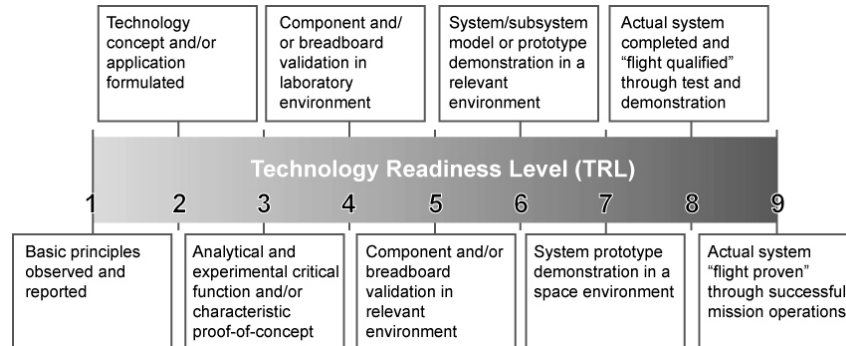 Technology
concept and/or
application
formulated
Component and/
or breadboard
validation in
laboratory
environment
System/subsystem
model or prototype
demonstration in a
relevant
environment
Actual system
completed and
“flight qualified”
through test and
demonstration
Technology Readiness Level (TRL)
1 2 3 4 5 6 7 8 9
Basic principles
observed and
reported
Analytical and
experimental critical
function and/or
characteristic
proof-of-concept
Component and/or
breadboard
validation in
relevant
environment
System prototype
demonstration in a
space environment
Actual system
“flight proven”
through successful
mission operations